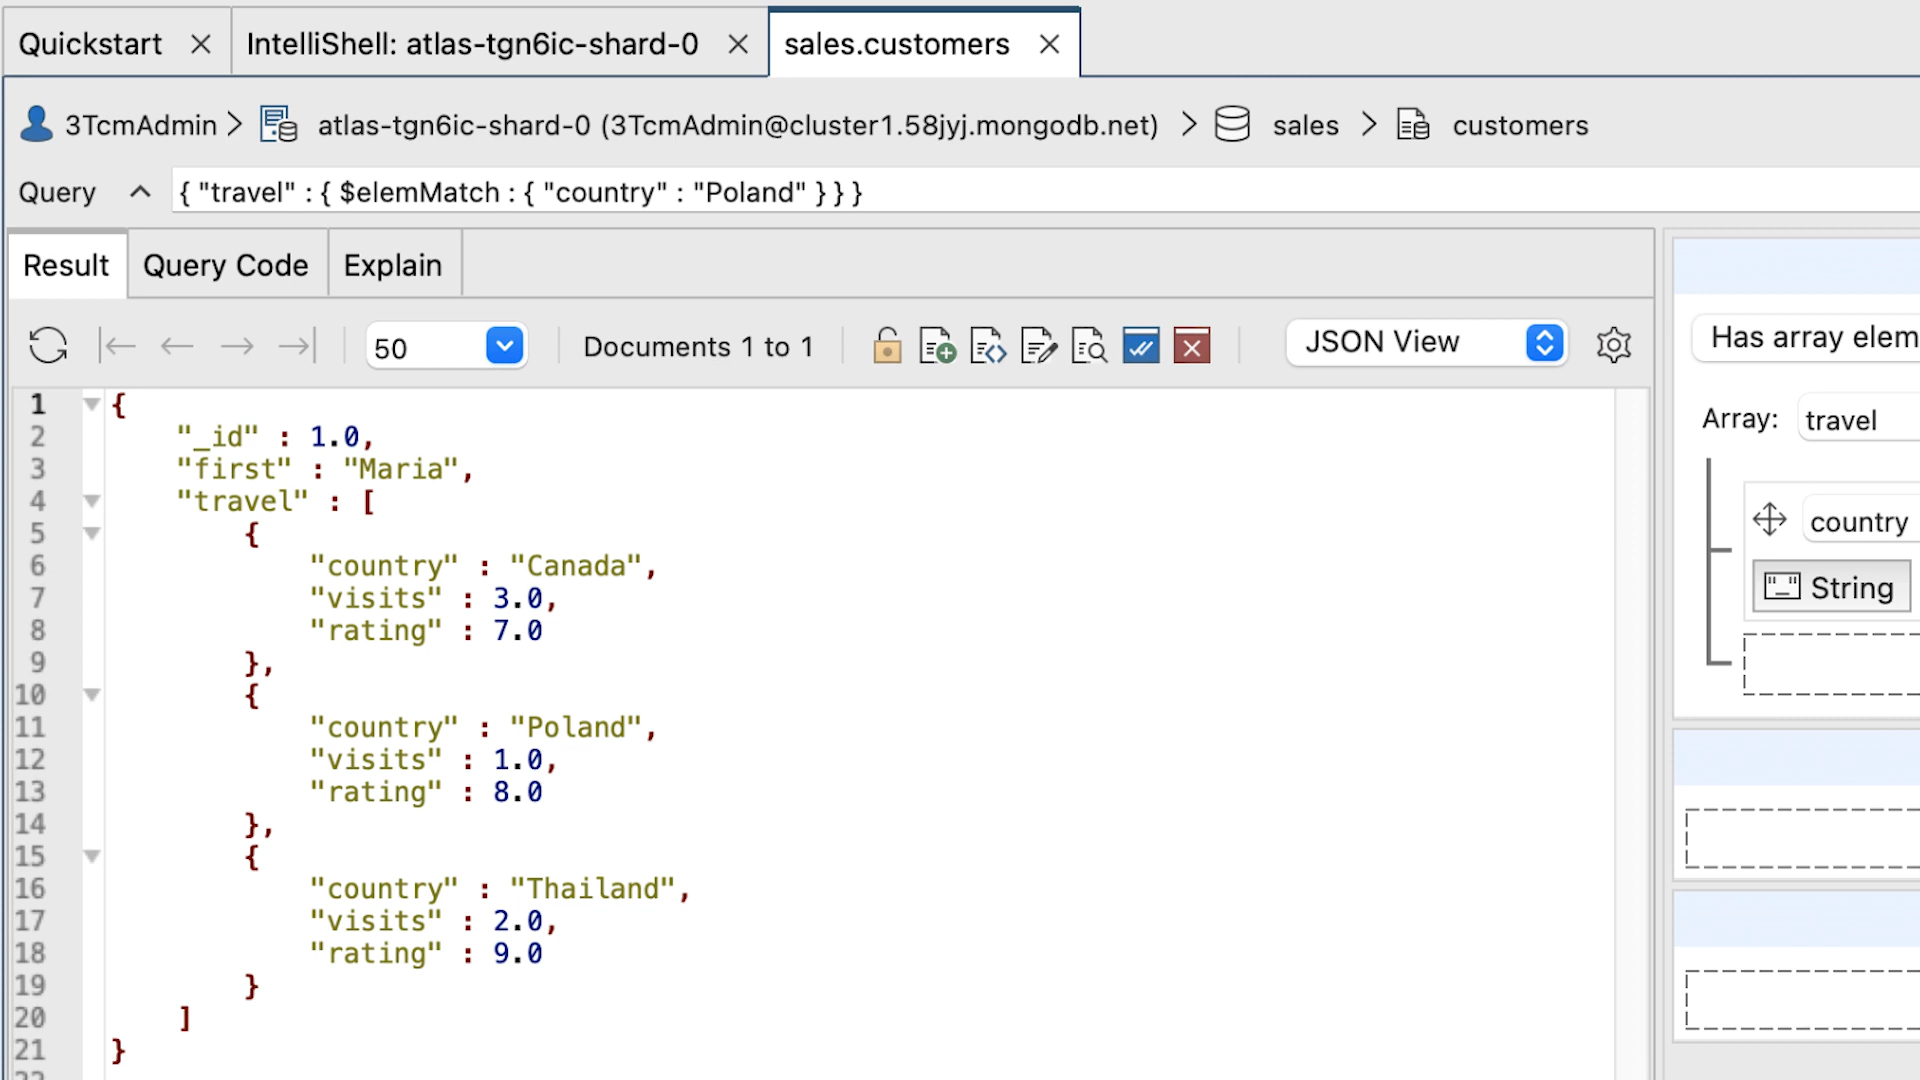 Quickstart IntelliShell: atlas-tgn6ic-shard-0 sales.customers
3TcmAdmin atlas-tgn6ic-shard-0 (3TcmAdmin@cluster1.58jyj.mongodb.net) sales customers
Query { "travel" : { $elemMatch : { "country" : "Poland" } } }
Result Query Code Explain
50 Documents 1 to 1 JSON View
Has array elem
Array: travel
country
String
1 {
2 "_id" : 1.0,
3 "first" : "Maria",
4 "travel" : [
5 {
6 "country" : "Canada",
7 "visits" : 3.0,
8 "rating" : 7.0
9 },
10 {
11 "country" : "Poland",
12 "visits" : 1.0,
13 "rating" : 8.0
14 },
15 {
16 "country" : "Thailand",
17 "visits" : 2.0,
18 "rating" : 9.0
19 }
20 ]
21 }